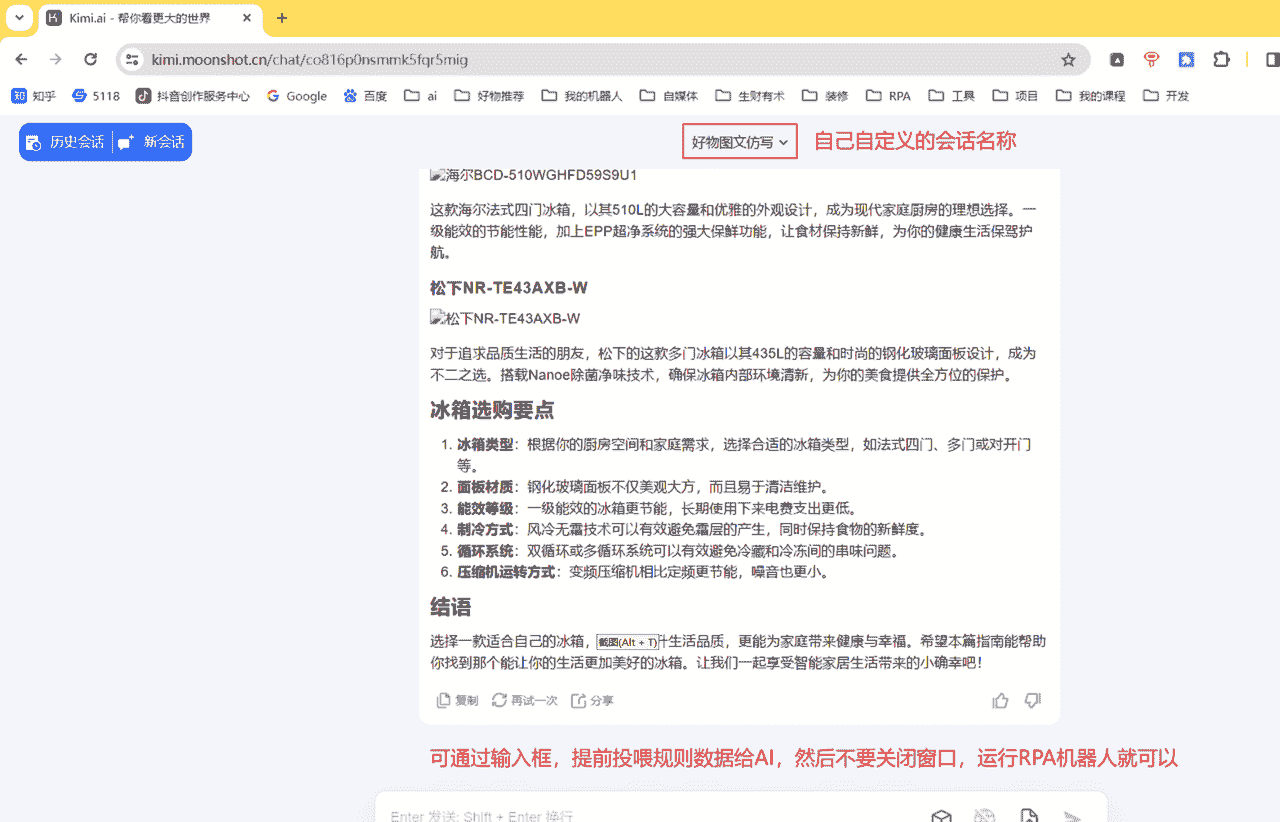 Kimi.ai - 帮你看更大的世界
kimi.moonshot.cn/chat/co816p0nsmmk5fqr5mig
知 知乎 5118 抖音创作服务中心 Google 百度 ai 好物推荐 我的机器人 自媒体 生财有术 装修 RPA 工具 项目 我的课程 开发
历史会话 新会话 好物图文仿写 自己自定义的会话名称
海尔BCD-510WGHFD59S9U1
这款海尔法式四门冰箱，以其510L的大容量和优雅的外观设计，成为现代家庭厨房的理想选择。一
级能效的节能性能，加上EPP超净系统的强大保鲜功能，让食材保持新鲜，为你的健康生活保驾护
航。
松下NR-TE43AXB-W
松下NR-TE43AXB-W
对于追求品质生活的朋友，松下的这款多门冰箱以其435L的容量和时尚的钢化玻璃面板设计，成为
不二之选。搭载Nanoe除菌净味技术，确保冰箱内部环境清新，为你的美食提供全方位的保护。
冰箱选购要点
1. 冰箱类型：根据你的厨房空间和家庭需求，选择合适的冰箱类型，如法式四门、多门或对开门
等。
2. 面板材质：钢化玻璃面板不仅美观大方，而且易于清洁维护。
3. 能效等级：一级能效的冰箱更节能，长期使用下来电费支出更低。
4. 制冷方式：风冷无霜技术可以有效避免霜层的产生，同时保持食物的新鲜度。
5. 循环系统：双循环或多循环系统可以有效避免冷藏和冷冻间的串味问题。
6. 压缩机运转方式：变频压缩机相比定频更节能，噪音也更小。
结语
选择一款适合自己的冰箱，截图(Alt + T)生活品质，更能为家庭带来健康与幸福。希望本篇指南能帮助
你找到那个能让你的生活更加美好的冰箱。让我们一起享受智能家居生活带来的小确幸吧！
复制 再试一次 分享
可通过输入框，提前投喂规则数据给AI，然后不要关闭窗口，运行RPA机器人就可以
Enter 发送; Shift + Enter 换行